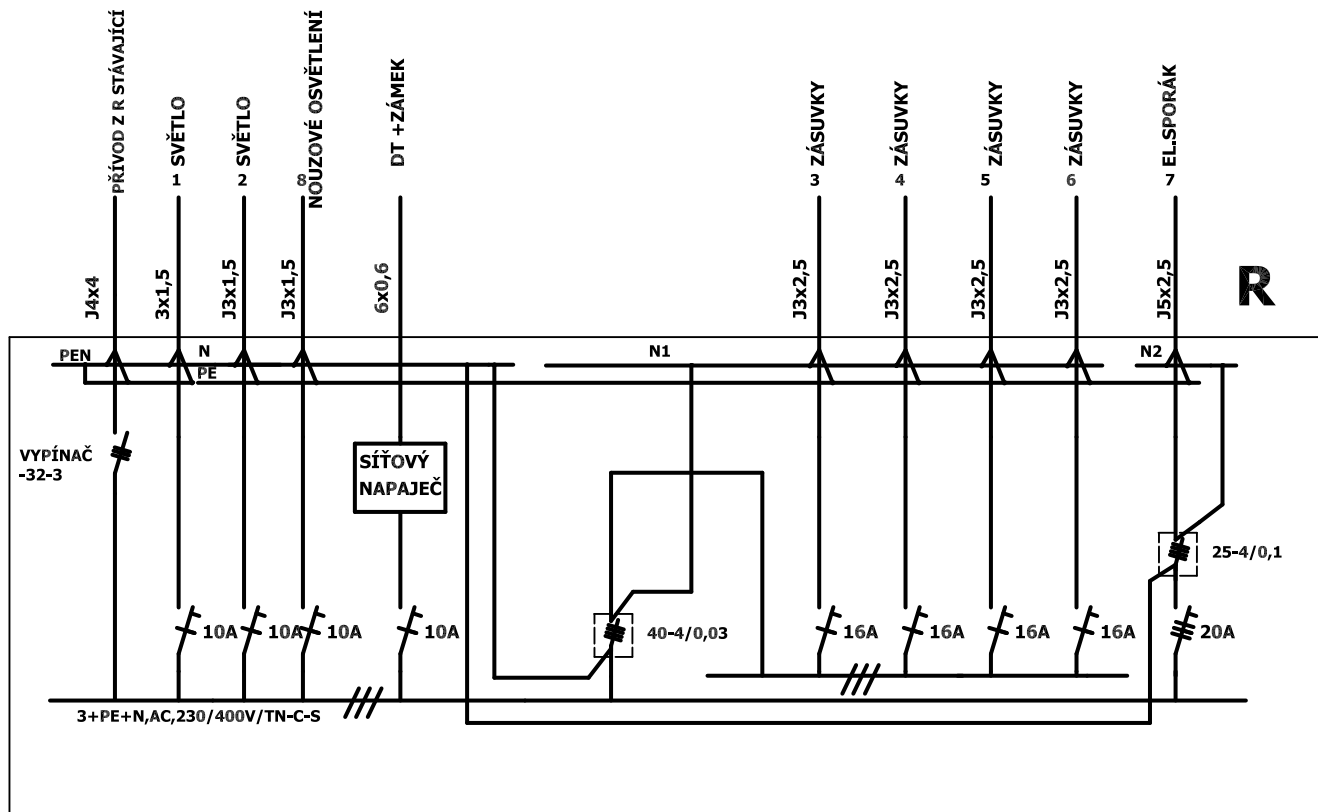 PŘÍVOD Z R STÁVAJÍCÍ
1 SVĚTLO
2 SVĚTLO
8
NOUZOVÉ OSVĚTLENÍ
DT +ZÁMEK
3 ZÁSUVKY
4 ZÁSUVKY
5 ZÁSUVKY
6 ZÁSUVKY
7 EL.SPORÁK
J4x4
3x1,5
J3x1,5
J3x1,5
6x0,6
J3x2,5
J3x2,5
J3x2,5
J3x2,5
J5x2,5
R
PEN
N
PE
N1
N2
VYPÍNAČ
-32-3
SÍŤOVÝ
NAPAJEČ
25-4/0,1
10A
10A
10A
10A
40-4/0,03
16A
16A
16A
16A
20A
3+PE+N,AC,230/400V/TN-C-S